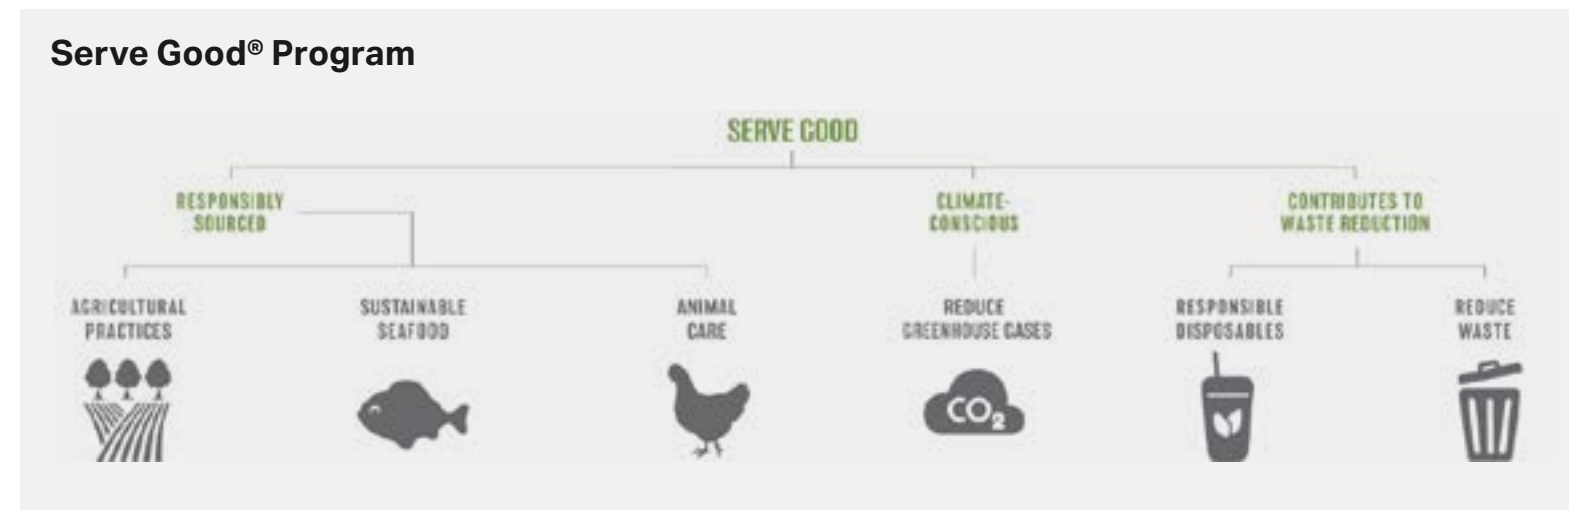 Serve Good® Program
SERVE GOOD
RESPONSIBLY
SOURCED
CLIMATE-
CONSCIOUS
CONTRIBUTES TO
WASTE REDUCTION
AGRICULTURAL
PRACTICES
SUSTAINABLE
SEAFOOD
ANIMAL
CARE
REDUCE
GREENHOUSE GASES
RESPONSIBLE
DISPOSABLES
REDUCE
WASTE
CO₂